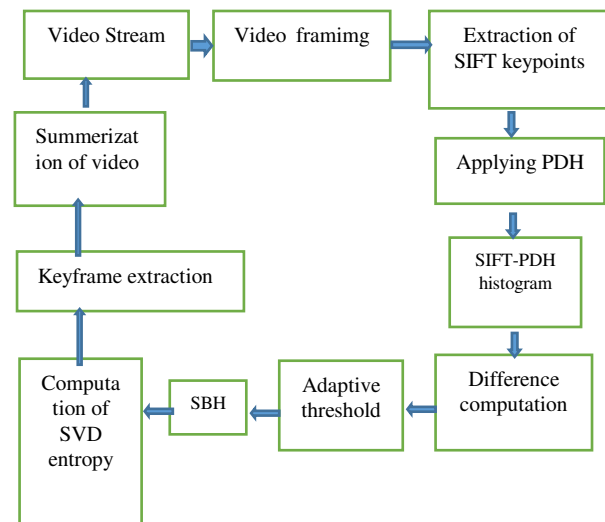 Video Stream
Video framimg
Extraction of
SIFT keypoints
Applying PDH
SIFT-PDH
histogram
Difference
computation
Adaptive
threshold
SBH
Computa
tion of
SVD
entropy
Keyframe extraction
Summerizat
ion of video